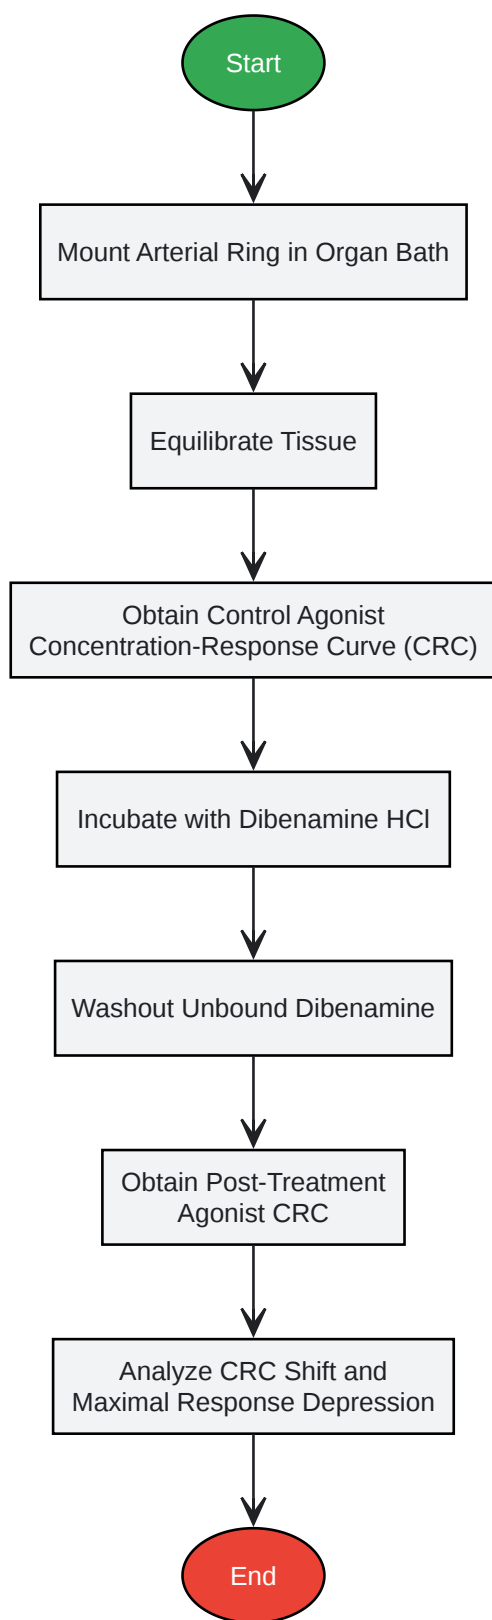 Start
Mount Arterial Ring in Organ Bath
Equilibrate Tissue
Obtain Control Agonist
Concentration-Response Curve (CRC)
Incubate with Dibenamine HCl
Washout Unbound Dibenamine
Obtain Post-Treatment
Agonist CRC
Analyze CRC Shift and
Maximal Response Depression
End